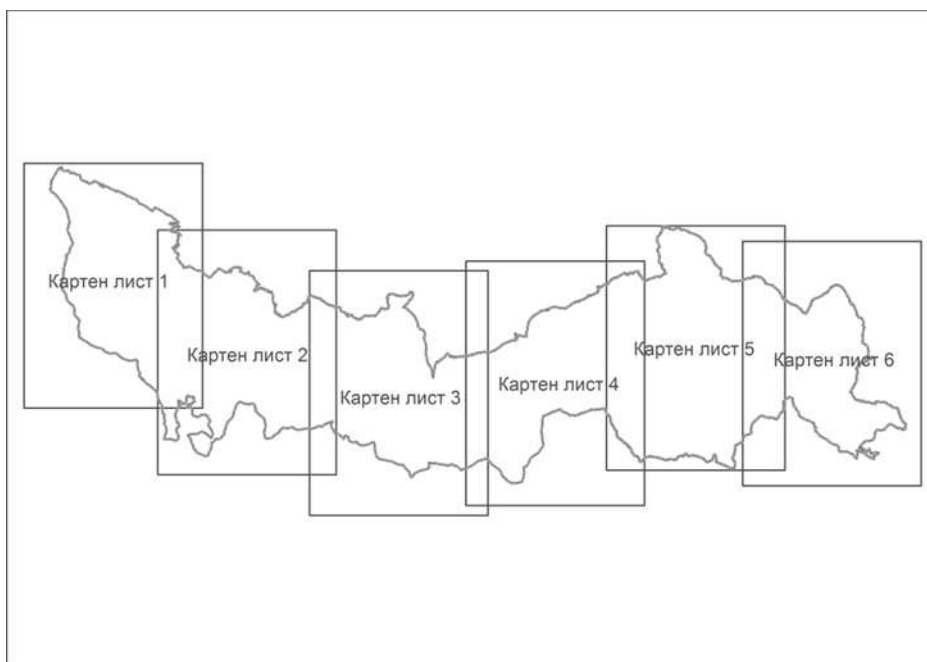 Картен лист 1
Картен лист 2
Картен лист 3
Картен лист 4
Картен лист 5
Картен лист 6